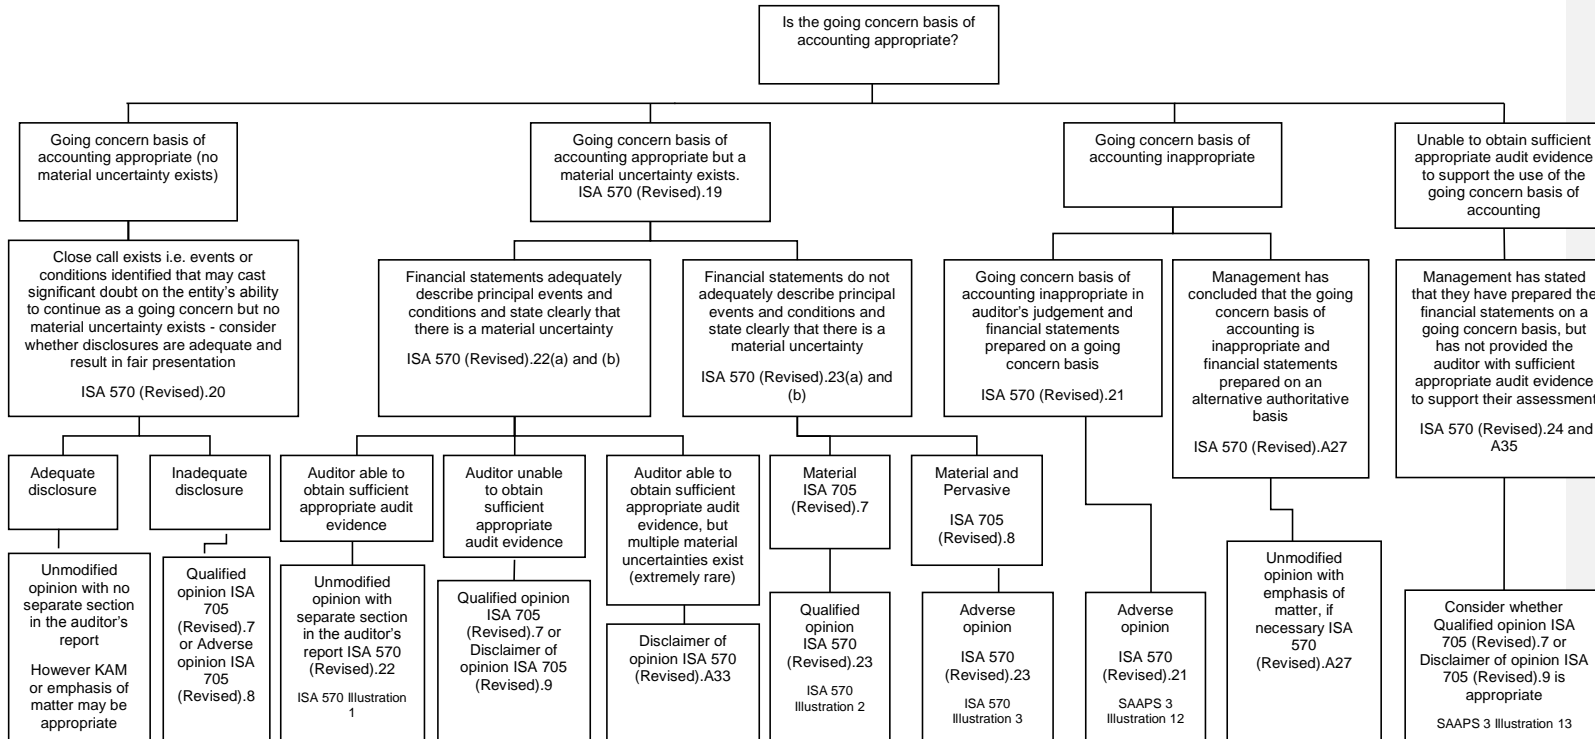 Is the going concern basis of
accounting appropriate?
Going concern basis of
accounting appropriate (no
material uncertainty exists)
Going concern basis of
accounting appropriate but a
material uncertainty exists.
ISA 570 (Revised).19
Going concern basis of
accounting inappropriate
Unable to obtain sufficient
appropriate audit evidence
to support the use of the
going concern basis of
accounting
Close call exists i.e. events or
conditions identified that may cast
significant doubt on the entity's ability
to continue as a going concern but no
material uncertainty exists - consider
whether disclosures are adequate and
result in fair presentation
ISA 570 (Revised).20
Financial statements adequately
describe principal events and
conditions and state clearly that
there is a material uncertainty
ISA 570 (Revised).22(a) and (b)
Financial statements do not
adequately describe principal
events and conditions and
state clearly that there is a
material uncertainty
ISA 570 (Revised).23(a) and
(b)
Going concern basis of
accounting inappropriate in
auditor's judgement and
financial statements
prepared on a going
concern basis
ISA 570 (Revised).21
Management has
concluded that the going
concern basis of
accounting is
inappropriate and
financial statements
prepared on an
alternative authoritative
basis
ISA 570 (Revised).A27
Management has stated
that they have prepared the
financial statements on a
going concern basis, but
has not provided the
auditor with sufficient
appropriate audit evidence
to support their assessment
ISA 570 (Revised).24 and
A35
Adequate
disclosure
Inadequate
disclosure
Auditor able to
obtain sufficient
appropriate audit
evidence
Auditor unable
to obtain
sufficient
appropriate
audit evidence
Auditor able to
obtain sufficient
appropriate audit
evidence, but
multiple material
uncertainties exist
(extremely rare)
Material
ISA 705
(Revised).7
Material and
Pervasive
ISA 705
(Revised).8
Unmodified
opinion with no
separate section
in the auditor's
report
However KAM
or emphasis of
matter may be
appropriate
Qualified
opinion ISA
705
(Revised).7
or Adverse
opinion ISA
705
(Revised).8
Unmodified
opinion with
separate section
in the auditor's
report ISA 570
(Revised).22
ISA 570 Illustration
1
Qualified opinion
ISA 705
(Revised).7 or
Disclaimer of
opinion ISA 705
(Revised).9
Disclaimer of
opinion ISA 570
(Revised).A33
Qualified
opinion
ISA 570
(Revised).23
ISA 570
Illustration 2
Adverse
opinion
ISA 570
(Revised).23
ISA 570
Illustration 3
Adverse
opinion
ISA 570
(Revised).21
SAAPS 3
Illustration 12
Unmodified
opinion with
emphasis of
matter, if
necessary ISA
570
(Revised).A27
Consider whether
Qualified opinion ISA
705 (Revised).7 or
Disclaimer of opinion ISA
705 (Revised).9 is
appropriate
SAAPS 3 Illustration 13